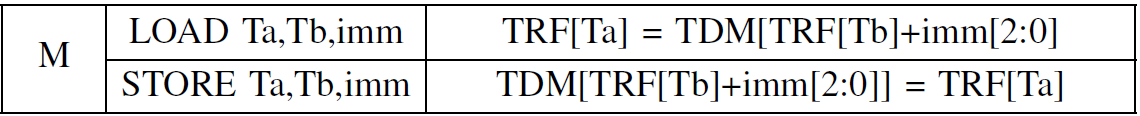 M
LOAD Ta,Tb,imm TRF[Ta] = TDM[TRF[Tb]+imm[2:0]
STORE Ta,Tb,imm TDM[TRF[Tb]+imm[2:0]] = TRF[Ta]